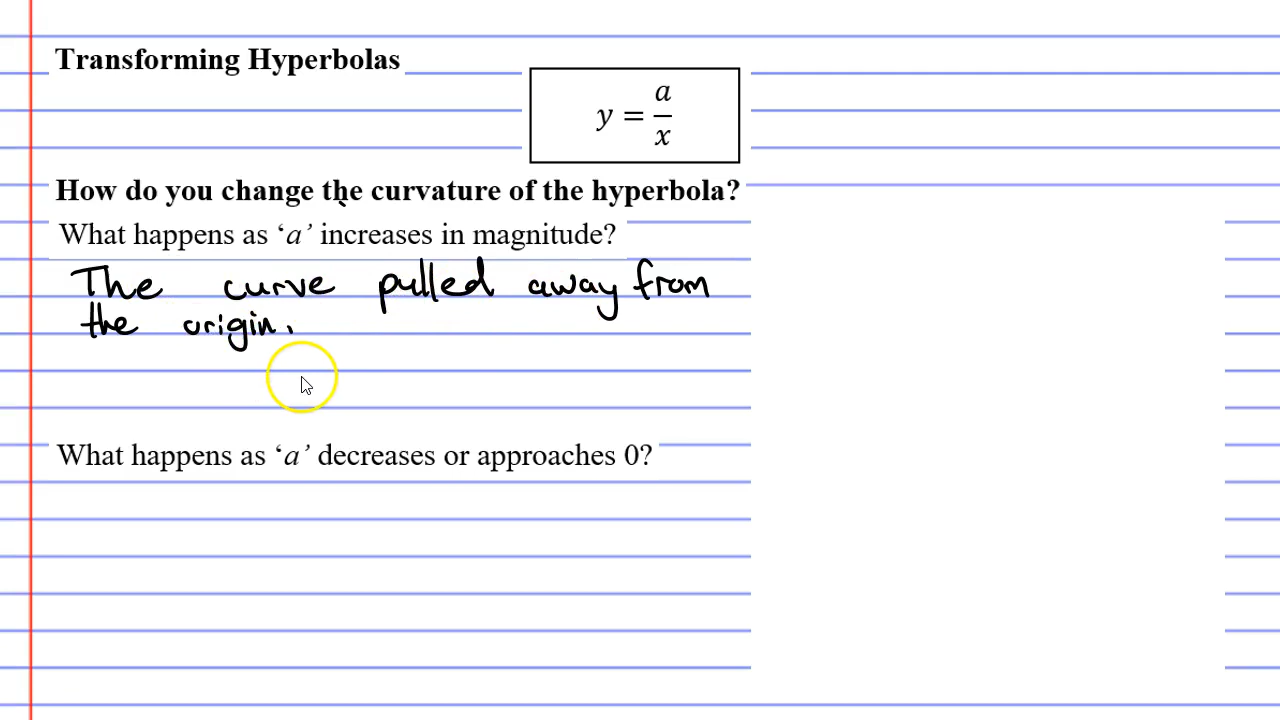 Transforming Hyperbolas
y = a/x
How do you change the curvature of the hyperbola?
What happens as ‘a’ increases in magnitude?
The curve pulled away from
the origin.
What happens as ‘a’ decreases or approaches 0?